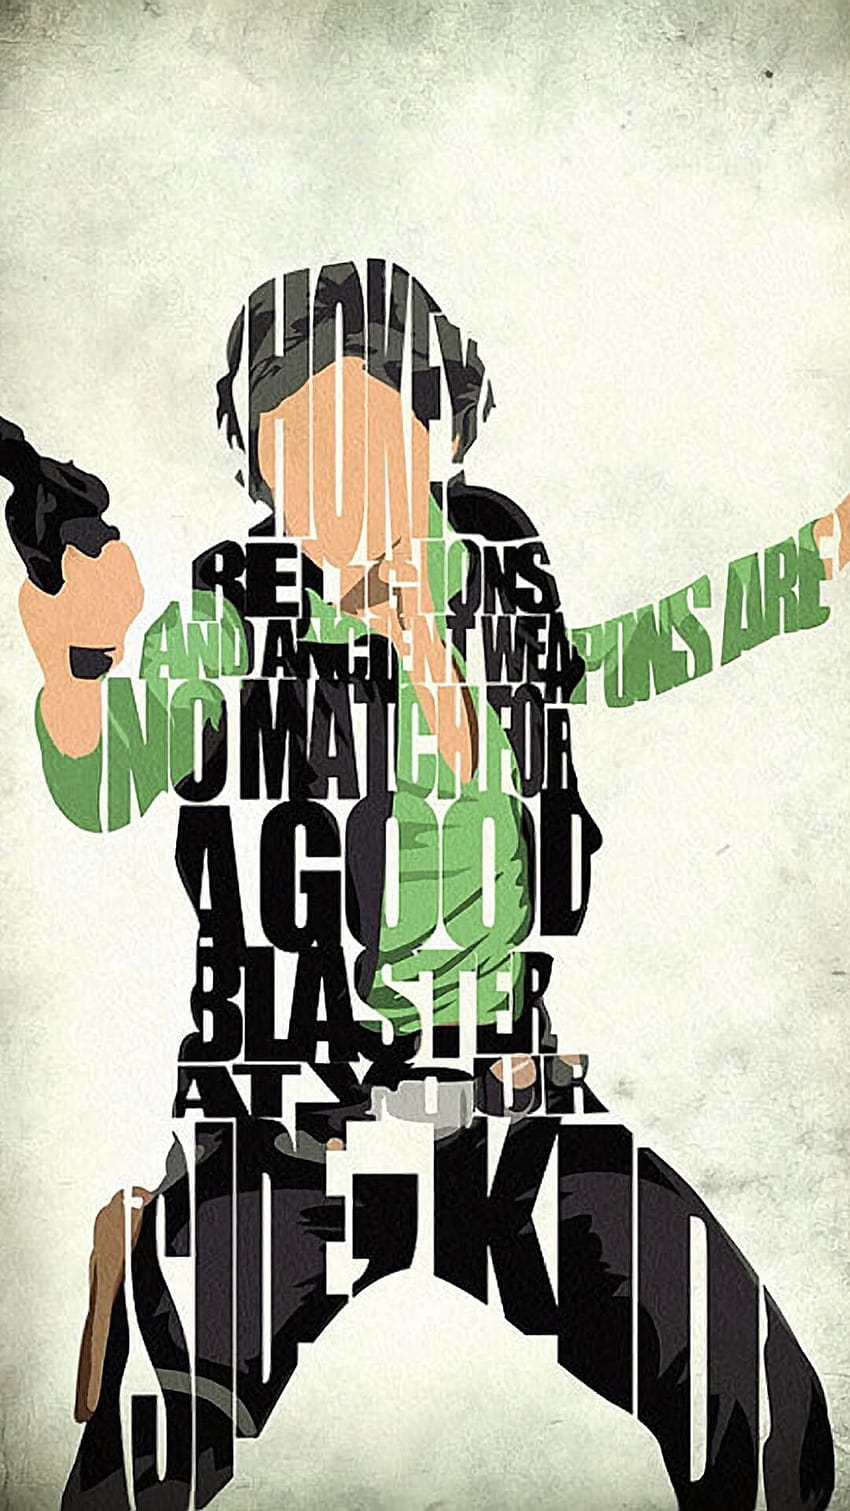 HOKEY
RELIGIONS
AND ANCIENT WEAPONS ARE
NO MATCH FOR
A GOOD
BLASTER
AT YOUR
SIDE, KID